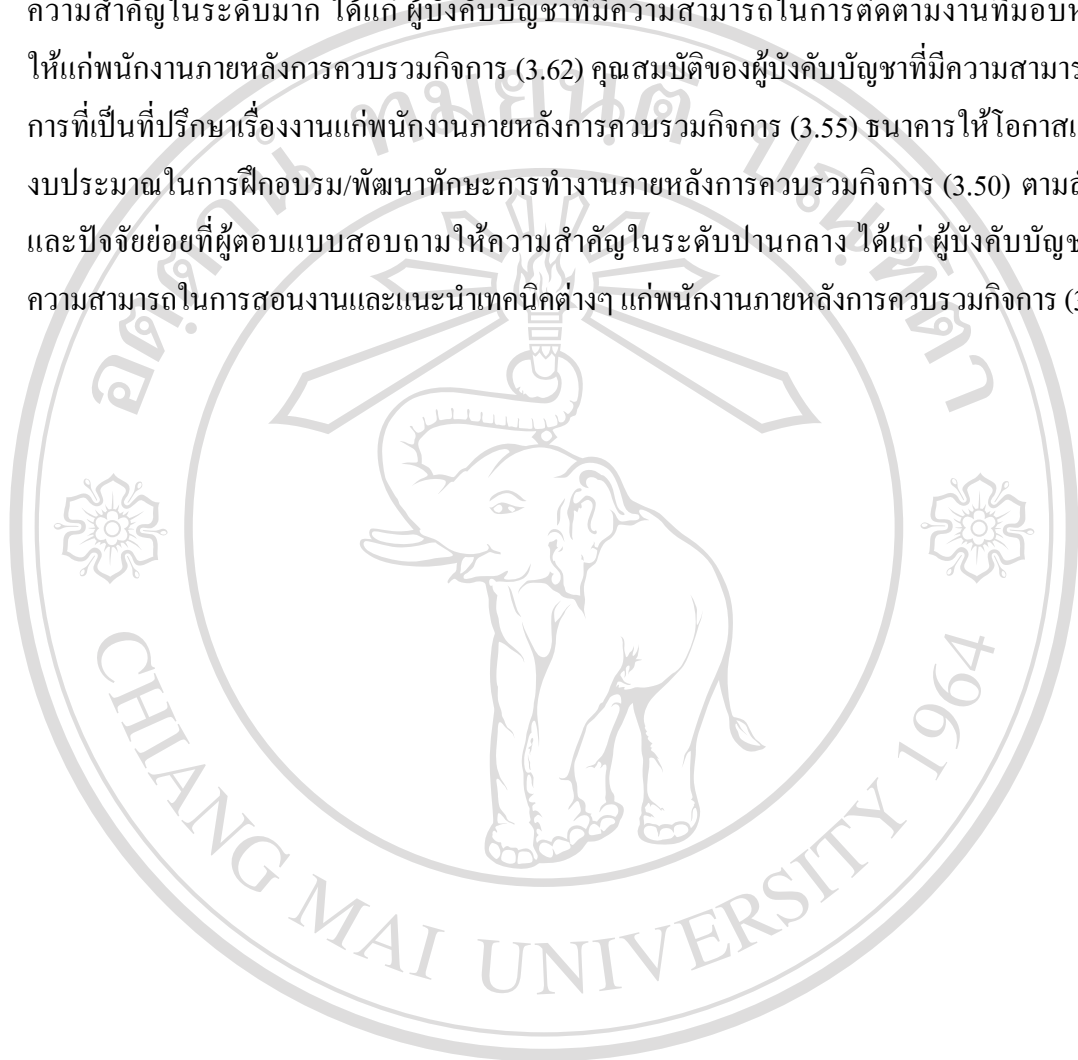 ความสำคัญในระดับมาก ได้แก่ ผู้บังคับบัญชาที่มีความสามารถในการติดตามงานที่มอบห
ให้แก่พนักงานภายหลังการควบรวมกิจการ (3.62) คุณสมบัติของผู้บังคับบัญชาที่มีความสามาร
การที่เป็นที่ปรึกษาเรื่องงานแก่พนักงานภายหลังการควบรวมกิจการ (3.55) ธนาคารให้โอกาสแ
งบประมาณในการฝึกอบรม/พัฒนาทักษะการทำงานภายหลังการควบรวมกิจการ (3.50) ตามลำ
และปัจจัยย่อยที่ผู้ตอบแบบสอบถามให้ความสำคัญในระดับปานกลาง ได้แก่ ผู้บังคับบัญช
ความสามารถในการสอนงานและแนะนำเทคนิคต่างๆ แก่พนักงานภายหลังการควบรวมกิจการ (3
อตฺตานํ ทมยนฺติ ปณฺฑิตา
CHIANG MAI UNIVERSITY 1964